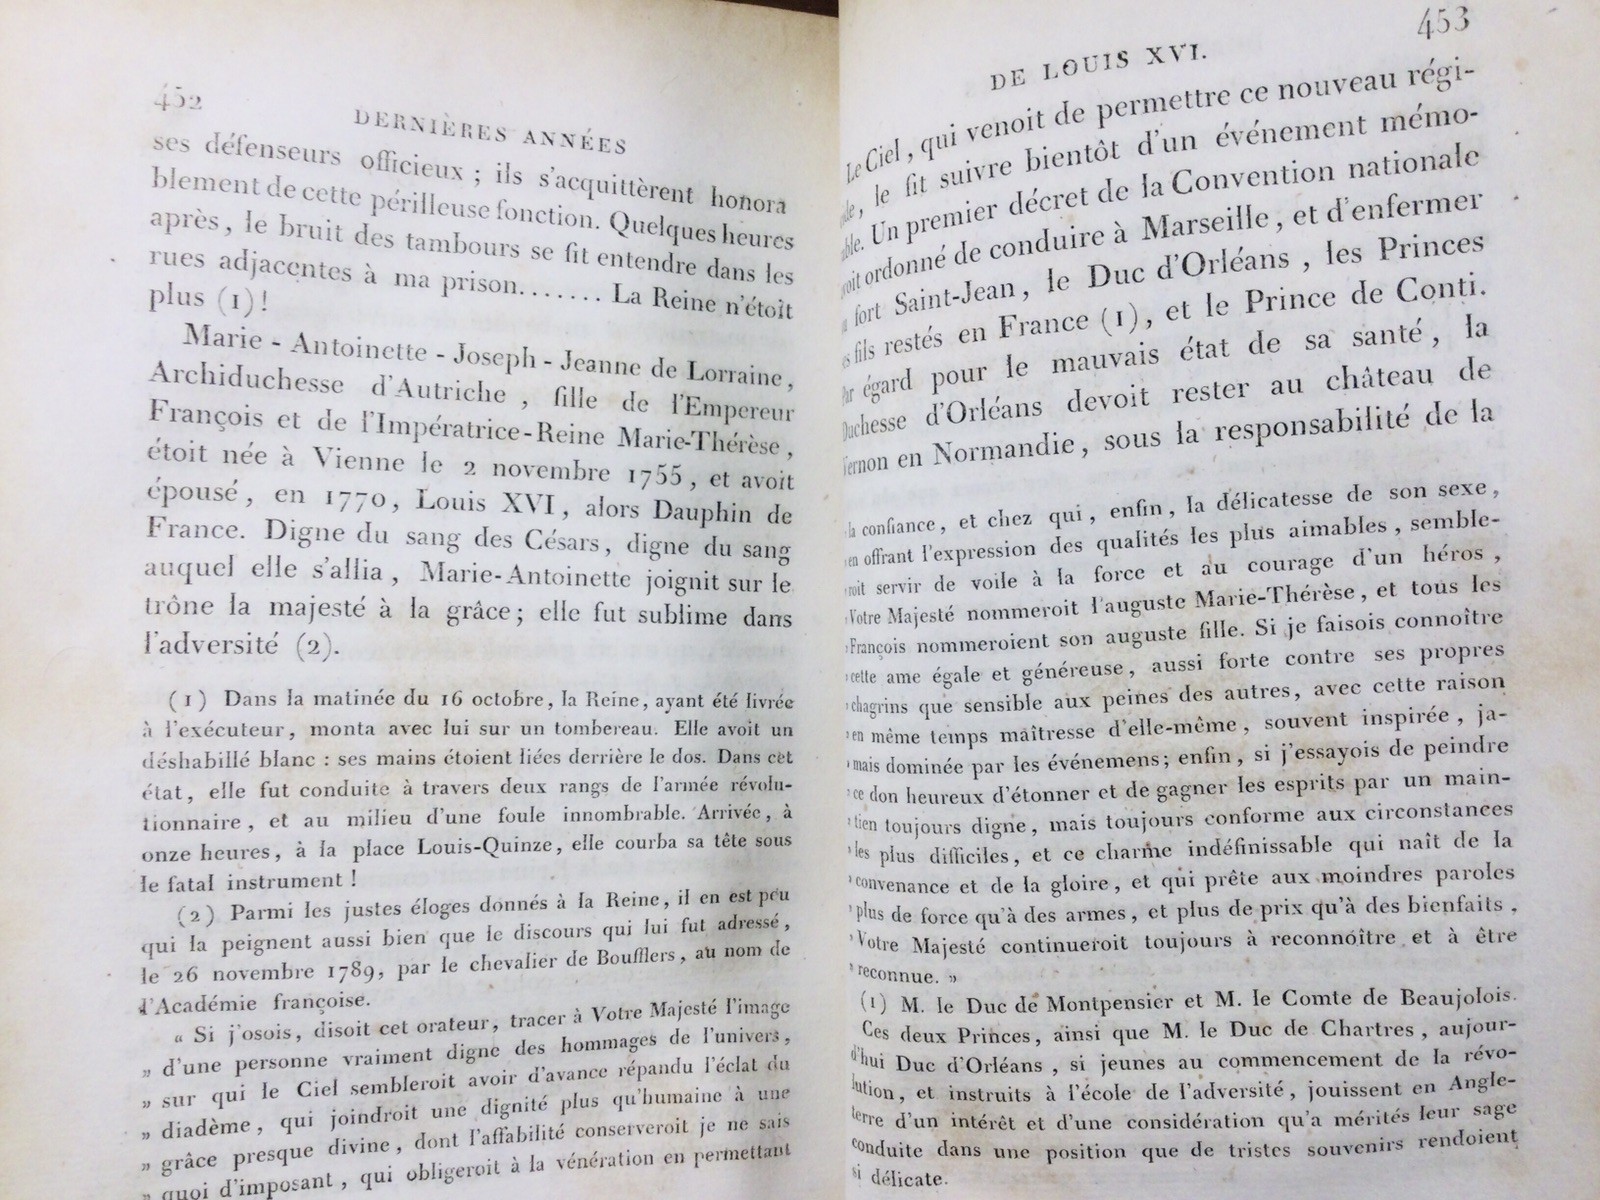 452
DERNIÈRES ANNÉES
ses défenseurs officieux ; ils s'acquittèrent honora
blement de cette périlleuse fonction. Quelques heures
après, le bruit des tambours se fit entendre dans les
rues adjacentes à ma prison....... La Reine n'étoit
plus (1) !
Marie - Antoinette - Joseph - Jeanne de Lorraine,
Archiduchesse d'Autriche , fille de l'Empereur
François et de l'Impératrice-Reine Marie-Thérèse,
étoit née à Vienne le 2 novembre 1755, et avoit
épousé, en 1770, Louis XVI, alors Dauphin de
France. Digne du sang des Césars, digne du sang
auquel elle s'allia, Marie-Antoinette joignit sur le
trône la majesté à la grâce; elle fut sublime dans
l'adversité (2).
(1) Dans la matinée du 16 octobre, la Reine, ayant été livrée
à l'exécuteur, monta avec lui sur un tombereau. Elle avoit un
déshabillé blanc : ses mains étoient liées derrière le dos. Dans cet
état, elle fut conduite à travers deux rangs de l'armée révolu-
tionnaire, et au milieu d'une foule innombrable. Arrivée, à
onze heures, à la place Louis-Quinze, elle courba sa tête sous
le fatal instrument !
(2) Parmi les justes éloges donnés à la Reine, il en est peu
qui la peignent aussi bien que le discours qui lui fut adressé,
le 26 novembre 1789, par le chevalier de Boufflers, au nom de
l'Académie françoise.
« Si j'osois, disoit cet orateur, tracer à Votre Majesté l'image
» d'une personne vraiment digne des hommages de l'univers,
» sur qui le Ciel sembleroit avoir d'avance répandu l'éclat du
» diadème, qui joindroit une dignité plus qu'humaine à une
» grâce presque divine, dont l'affabilité conserveroit je ne sais
» quoi d'imposant, qui obligeroit à la vénération en permettant
453
DE LOUIS XVI.
Le Ciel, qui venoit de permettre ce nouveau régi-
le fit suivre bientôt d'un événement mémo-
Un premier décret de la Convention nationale
ordonné de conduire à Marseille, et d'enfermer
fort Saint-Jean, le Duc d'Orléans, les Princes
fils restés en France (1), et le Prince de Conti.
Par égard pour le mauvais état de sa santé, la
Duchesse d'Orléans devoit rester au château de
Vernon en Normandie, sous la responsabilité de la
la confiance, et chez qui, enfin, la délicatesse de son sexe,
en offrant l'expression des qualités les plus aimables, semble-
roit servir de voile à la force et au courage d'un héros,
Votre Majesté nommeroit l'auguste Marie-Thérèse, et tous les
François nommeroient son auguste fille. Si je faisois connoître
cette ame égale et généreuse, aussi forte contre ses propres
chagrins que sensible aux peines des autres, avec cette raison
en même temps maîtresse d'elle-même, souvent inspirée, ja-
mais dominée par les événemens; enfin, si j'essayois de peindre
ce don heureux d'étonner et de gagner les esprits par un main-
tien toujours digne, mais toujours conforme aux circonstances
les plus difficiles, et ce charme indéfinissable qui naît de la
convenance et de la gloire, et qui prête aux moindres paroles
plus de force qu'à des armes, et plus de prix qu'à des bienfaits,
Votre Majesté continueroit toujours à reconnoître et à être
reconnue. »
(1) M. le Duc de Montpensier et M. le Comte de Beaujolois.
Ces deux Princes, ainsi que M. le Duc de Chartres, aujour-
d'hui Duc d'Orléans, si jeunes au commencement de la révo-
lution, et instruits à l'école de l'adversité, jouissent en Angle-
terre d'un intérêt et d'une considération qu'a mérités leur sage
conduite dans une position que de tristes souvenirs rendoient
si délicate.